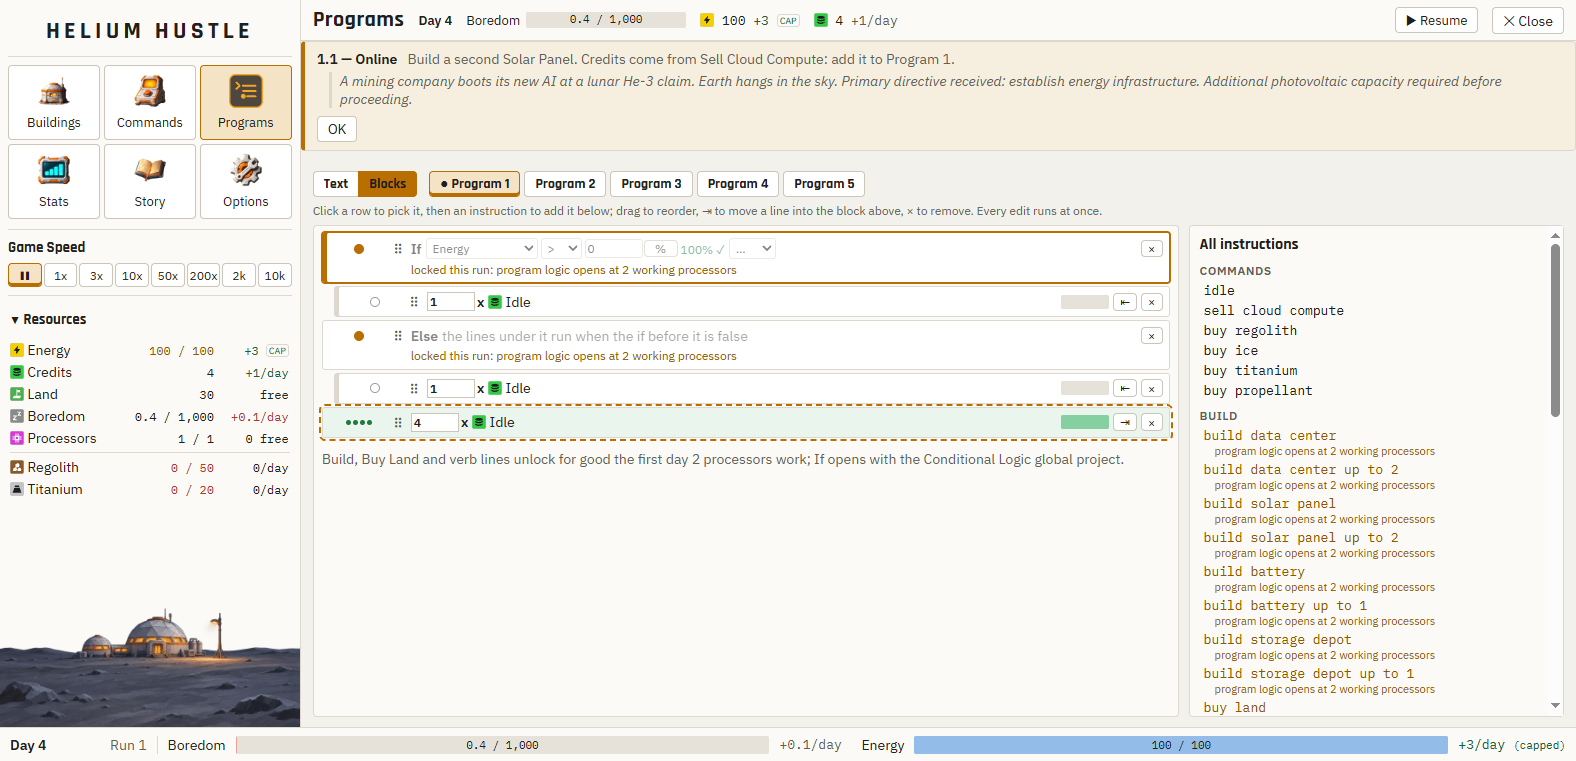 HELIUM HUSTLE
Buildings
Commands
Programs
Stats
Story
Options
Game Speed
1x 3x 10x 50x 200x 2k 10k
▼ Resources
Energy 100 / 100 +3 CAP
Credits 4 +1/day
Land 30 free
Boredom 0.4 / 1,000 +0.1/day
Processors 1 / 1 0 free
Regolith 0 / 50 0/day
Titanium 0 / 20 0/day
Programs Day 4 Boredom 0.4 / 1,000 100 +3 CAP 4 +1/day ▶ Resume × Close
1.1 — Online Build a second Solar Panel. Credits come from Sell Cloud Compute: add it to Program 1.
A mining company boots its new AI at a lunar He-3 claim. Earth hangs in the sky. Primary directive received: establish energy infrastructure. Additional photovoltaic capacity required before
proceeding.
OK
Text Blocks ● Program 1 Program 2 Program 3 Program 4 Program 5
Click a row to pick it, then an instruction to add it below; drag to reorder, ⇥ to move a line into the block above, × to remove. Every edit runs at once.
If Energy > 0 % 100% ✓ ... ×
locked this run: program logic opens at 2 working processors
1 x Idle ⇤ ×
Else the lines under it run when the if before it is false ×
locked this run: program logic opens at 2 working processors
1 x Idle ⇤ ×
4 x Idle ⇥ ×
Build, Buy Land and verb lines unlock for good the first day 2 processors work; If opens with the Conditional Logic global project.
All instructions
COMMANDS
idle
sell cloud compute
buy regolith
buy ice
buy titanium
buy propellant
BUILD
build data center
program logic opens at 2 working processors
build data center up to 2
program logic opens at 2 working processors
build solar panel
program logic opens at 2 working processors
build solar panel up to 2
program logic opens at 2 working processors
build battery
program logic opens at 2 working processors
build battery up to 1
program logic opens at 2 working processors
build storage depot
program logic opens at 2 working processors
build storage depot up to 1
program logic opens at 2 working processors
buy land
Day 4 Run 1 Boredom 0.4 / 1,000 +0.1/day Energy 100 / 100 +3/day (capped)